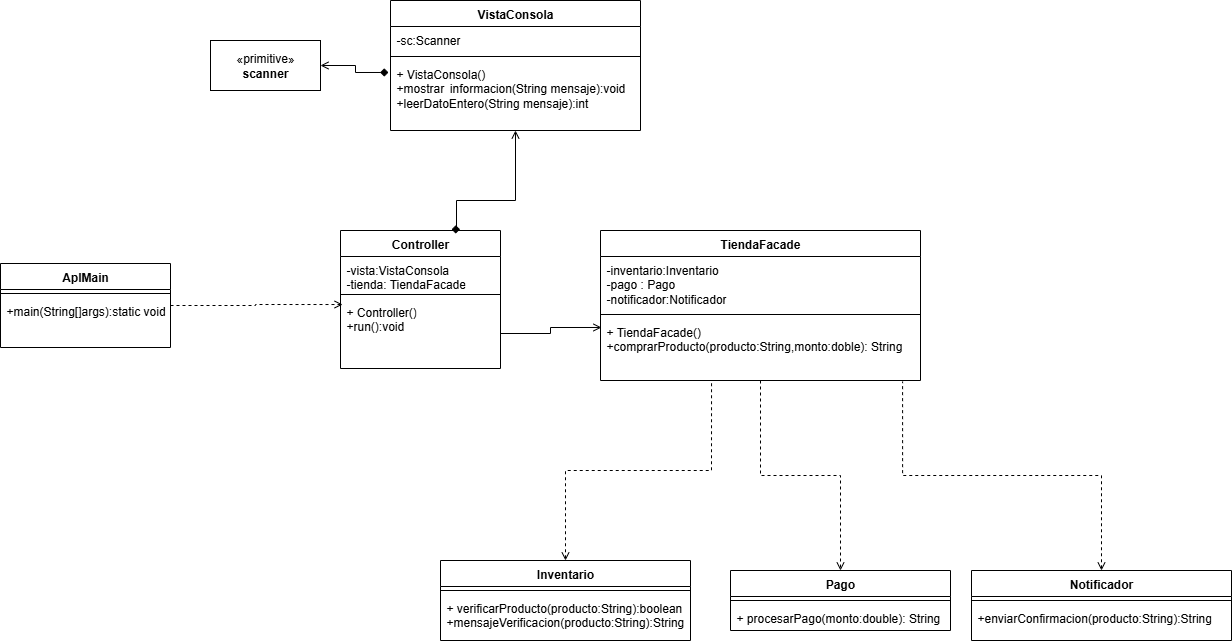 VistaConsola
-sc:Scanner
+ VistaConsola()
+mostrar informacion(String mensaje):void
+leerDatoEntero(String mensaje):int
«primitive»
scanner
Controller
-vista:VistaConsola
-tienda: TiendaFacade
+ Controller()
+run():void
TiendaFacade
-inventario:Inventario
-pago : Pago
-notificador:Notificador
+ TiendaFacade()
+comprarProducto(producto:String,monto:doble): String
AplMain
+main(String[]args):static void
Inventario
+ verificarProducto(producto:String):boolean
+mensajeVerificacion(producto:String):String
Pago
+ procesarPago(monto:double): String
Notificador
+enviarConfirmacion(producto:String):String